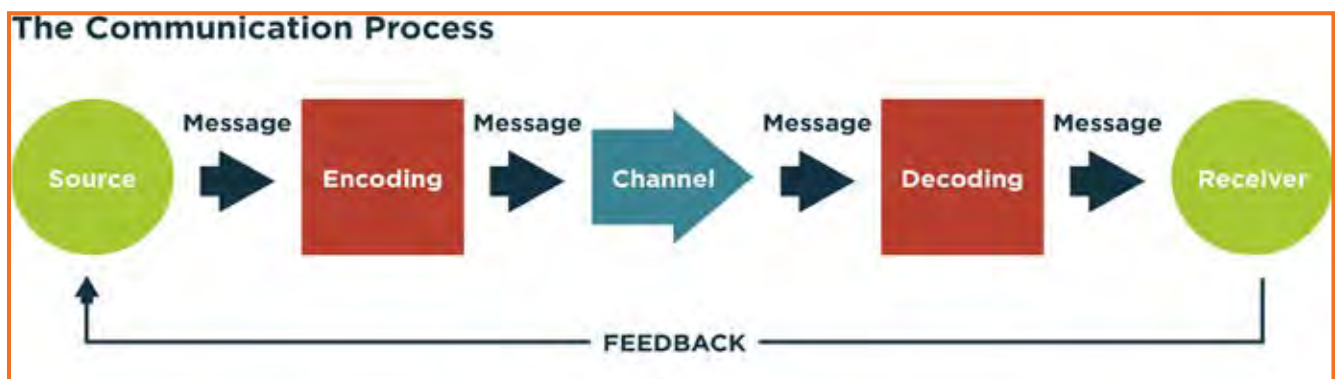 The Communication Process
Message Message Message Message
Source Encoding Channel Decoding Receiver
FEEDBACK